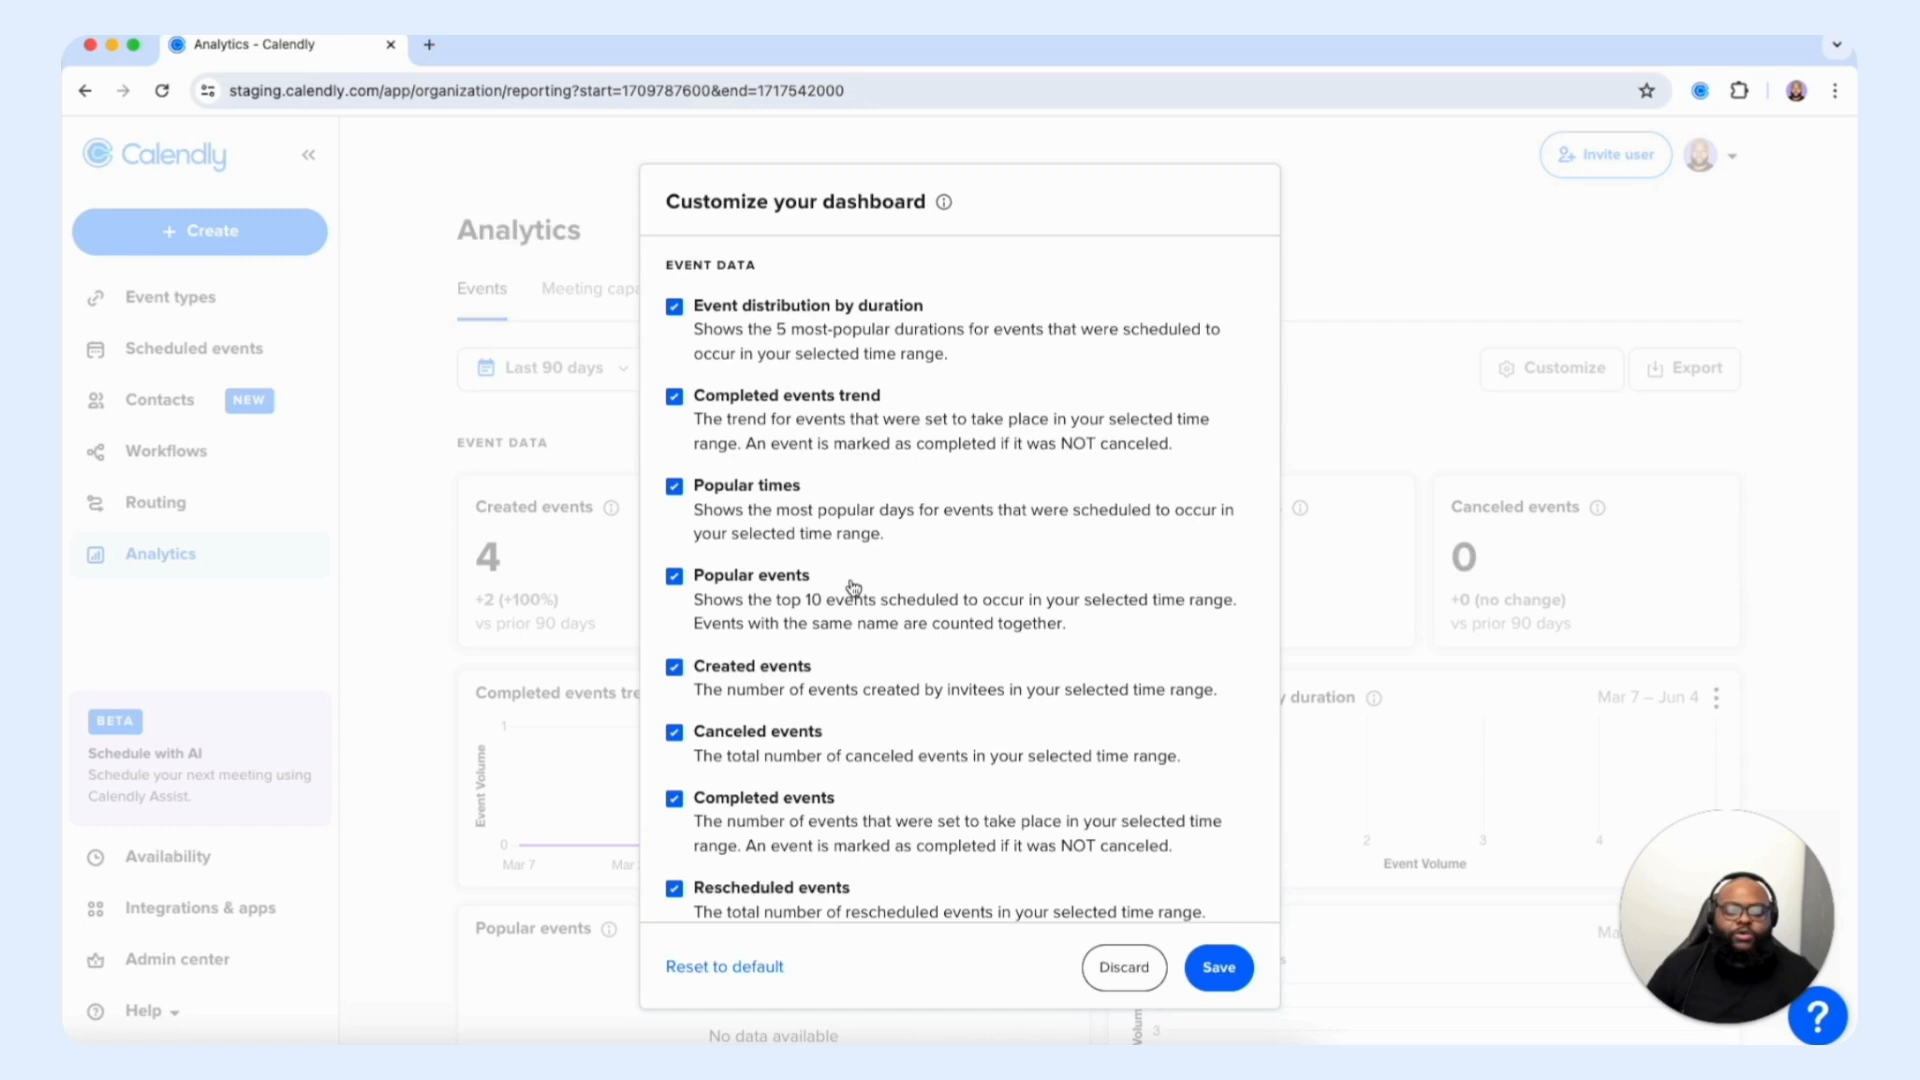 Analytics - Calendly
staging.calendly.com/app/organization/reporting?start=1709787600&end=1717542000
Calendly
Invite user
+ Create
Event types
Scheduled events
Contacts NEW
Workflows
Routing
Analytics
BETA
Schedule with AI
Schedule your next meeting using
Calendly Assist.
Availability
Integrations & apps
Admin center
Help
Analytics
Events Meeting capa
Last 90 days
Customize
Export
EVENT DATA
Created events
4
+2 (+100%)
vs prior 90 days
Canceled events
0
+0 (no change)
vs prior 90 days
Completed events tre
1
Event Volume
0
Mar 7 Mar
y duration
Mar 7 – Jun 4
2 3 4
Event Volume
Popular events
No data available
Ma
s
Volum
3
Customize your dashboard
EVENT DATA
Event distribution by duration
Shows the 5 most-popular durations for events that were scheduled to
occur in your selected time range.
Completed events trend
The trend for events that were set to take place in your selected time
range. An event is marked as completed if it was NOT canceled.
Popular times
Shows the most popular days for events that were scheduled to occur in
your selected time range.
Popular events
Shows the top 10 events scheduled to occur in your selected time range.
Events with the same name are counted together.
Created events
The number of events created by invitees in your selected time range.
Canceled events
The total number of canceled events in your selected time range.
Completed events
The number of events that were set to take place in your selected time
range. An event is marked as completed if it was NOT canceled.
Rescheduled events
The total number of rescheduled events in your selected time range.
Reset to default
Discard
Save
?